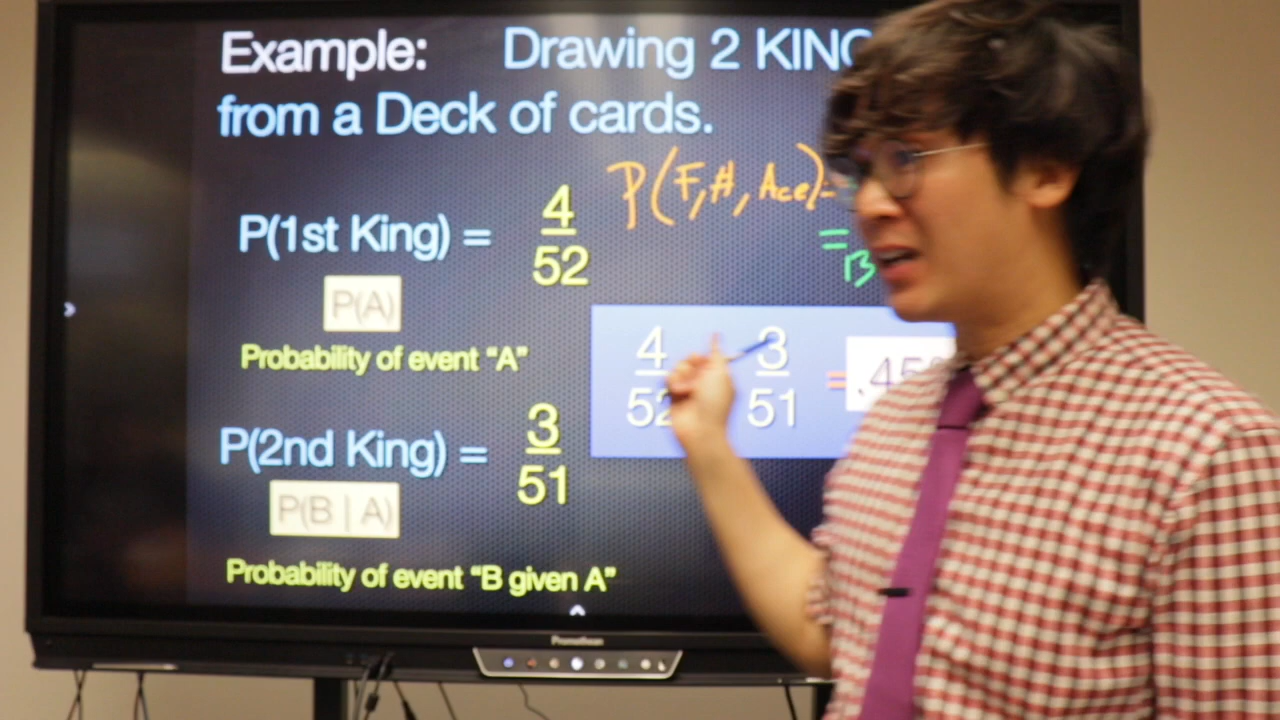 Example: Drawing 2 KING
from a Deck of cards.
P(F, H, Ace)=
P(1st King) = 4/52
=
B
P(A)
Probability of event “A”
4/52 3/51 = .45
P(2nd King) = 3/51
P(B | A)
Probability of event “B given A”
Promethean